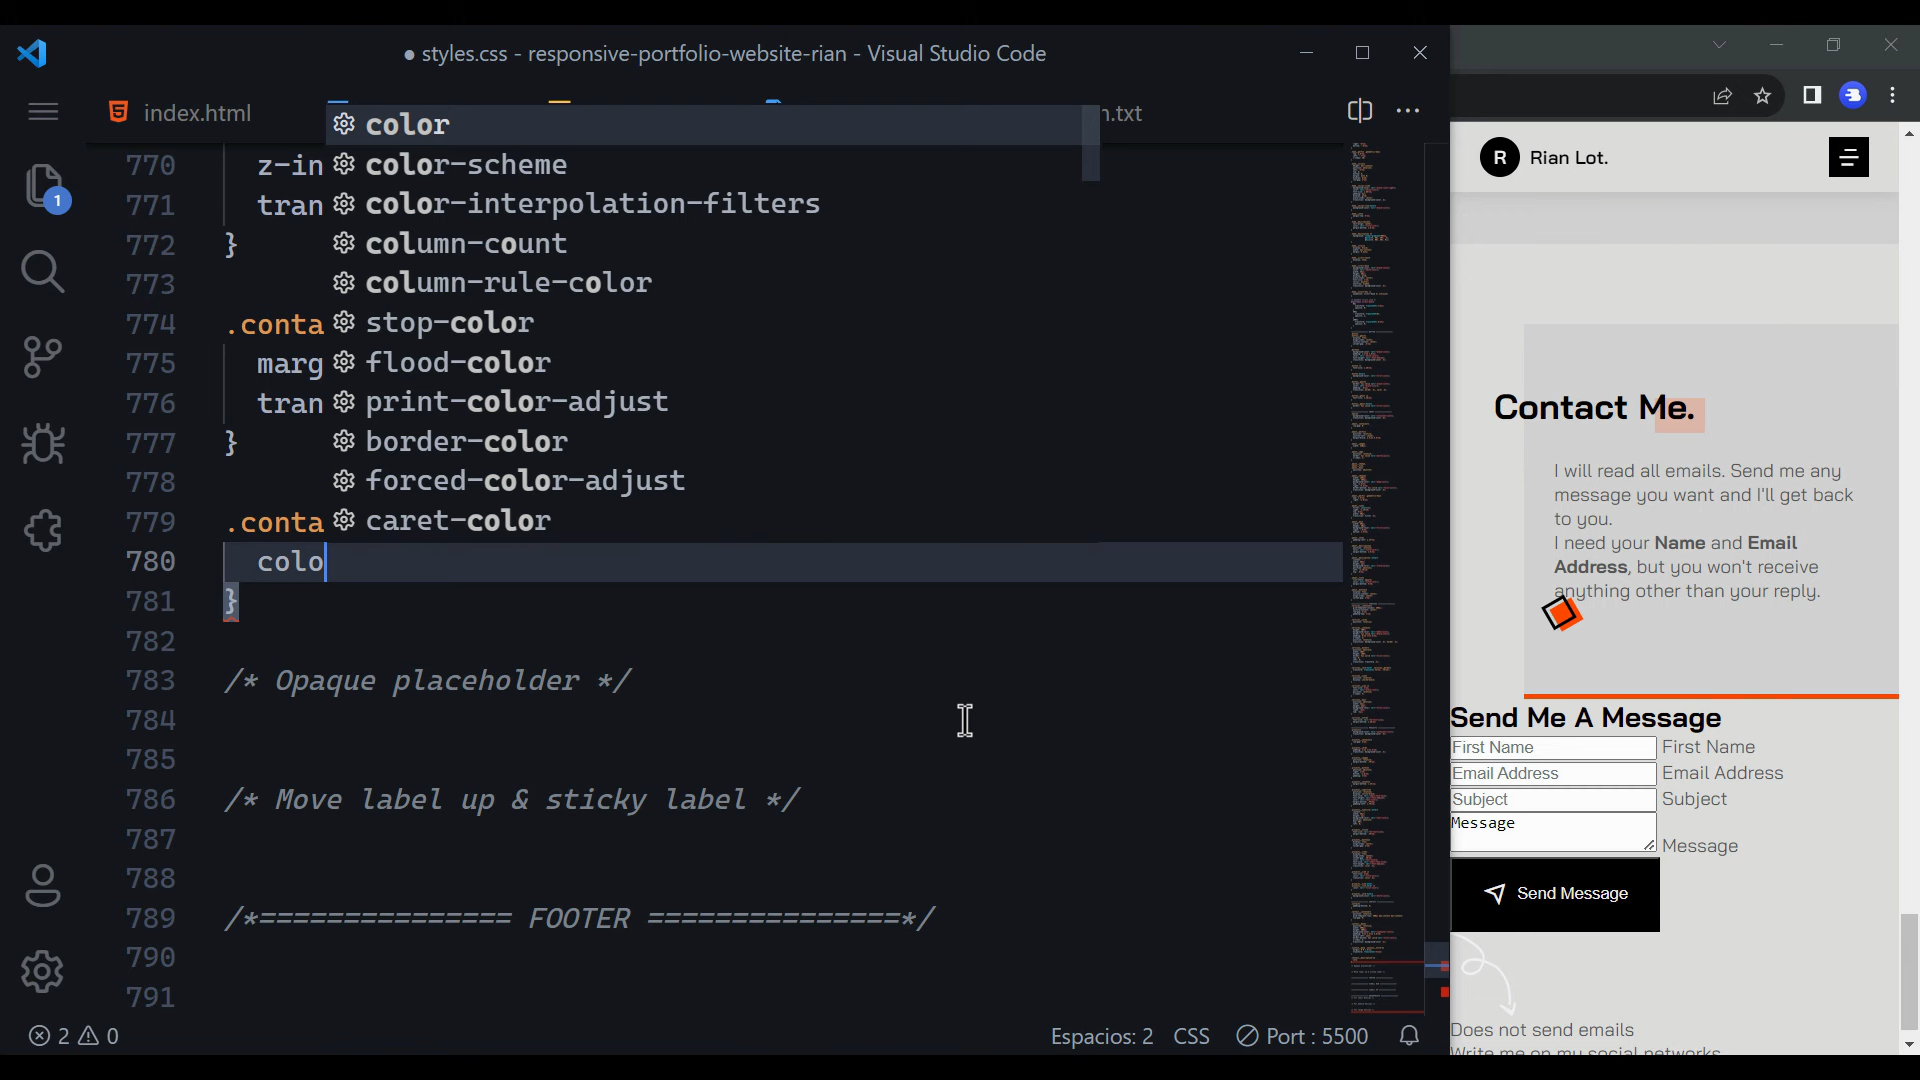 ● styles.css - responsive-portfolio-website-rian - Visual Studio Code
index.html
n.txt
color
color-scheme
color-interpolation-filters
column-count
column-rule-color
stop-color
flood-color
print-color-adjust
border-color
forced-color-adjust
caret-color
770 z-in
771 tran
772 }
773
774 .conta
775 marg
776 tran
777 }
778
779 .conta
780 colo
781 }
782
783 /* Opaque placeholder */
784
785
786 /* Move label up & sticky label */
787
788
789 /*=============== FOOTER ===============*/
790
791
1
2 0
Espacios: 2 CSS Port : 5500
R Rian Lot.
Contact Me.
I will read all emails. Send me any
message you want and I'll get back
to you.
I need your Name and Email
Address, but you won't receive
anything other than your reply.
Send Me A Message
First Name First Name
Email Address Email Address
Subject Subject
Message Message
Send Message
Does not send emails
Write me on my social networks